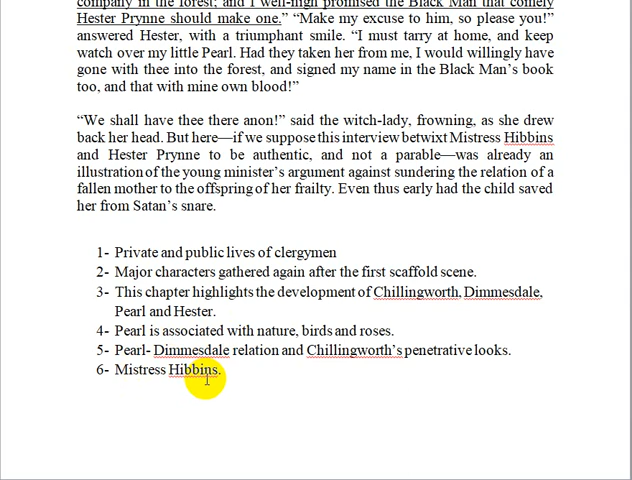 company in the forest; and I well-nigh promised the Black Man that comely
Hester Prynne should make one.” “Make my excuse to him, so please you!”
answered Hester, with a triumphant smile. “I must tarry at home, and keep
watch over my little Pearl. Had they taken her from me, I would willingly have
gone with thee into the forest, and signed my name in the Black Man’s book
too, and that with mine own blood!”
“We shall have thee there anon!” said the witch-lady, frowning, as she drew
back her head. But here—if we suppose this interview betwixt Mistress Hibbins
and Hester Prynne to be authentic, and not a parable—was already an
illustration of the young minister’s argument against sundering the relation of a
fallen mother to the offspring of her frailty. Even thus early had the child saved
her from Satan’s snare.
1- Private and public lives of clergymen
2- Major characters gathered again after the first scaffold scene.
3- This chapter highlights the development of Chillingworth, Dimmesdale,
Pearl and Hester.
4- Pearl is associated with nature, birds and roses.
5- Pearl- Dimmesdale relation and Chillingworth’s penetrative looks.
6- Mistress Hibbins.